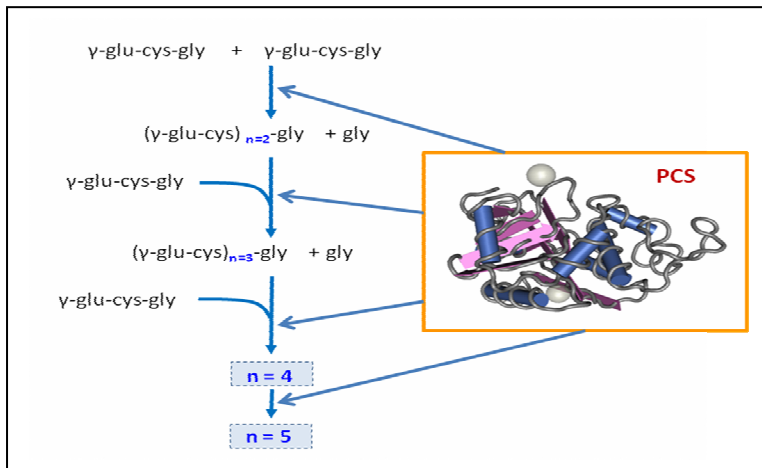 γ-glu-cys-gly + γ-glu-cys-gly
(γ-glu-cys) n=2-gly + gly
γ-glu-cys-gly
PCS
(γ-glu-cys)n=3-gly + gly
γ-glu-cys-gly
n = 4
n = 5